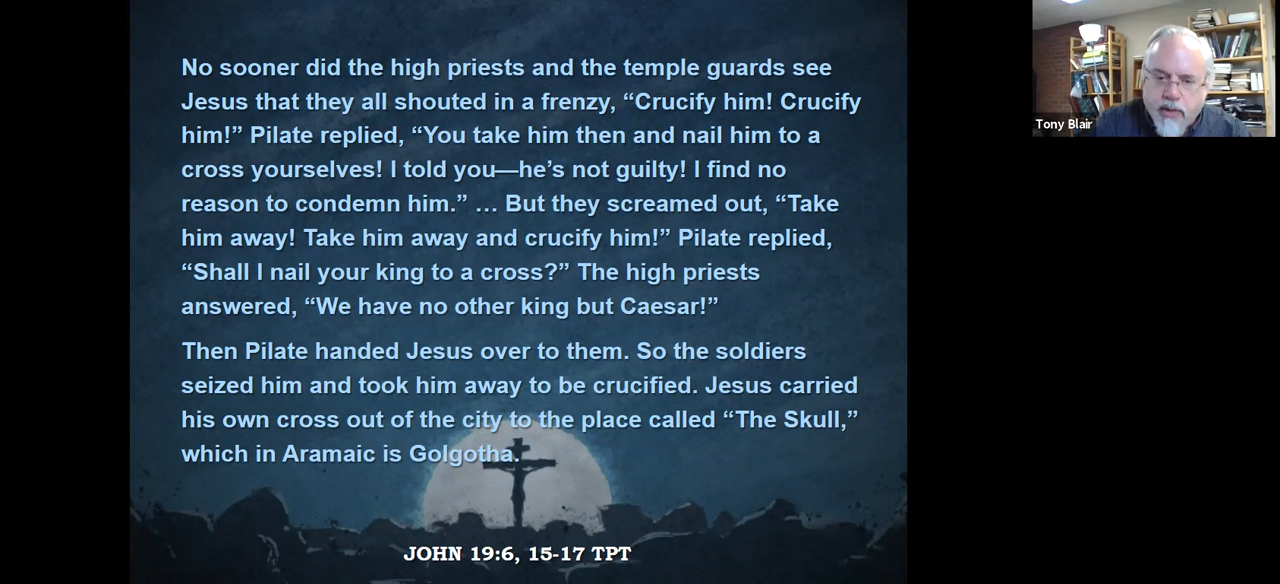 No sooner did the high priests and the temple guards see
Jesus that they all shouted in a frenzy, “Crucify him! Crucify
him!” Pilate replied, “You take him then and nail him to a
cross yourselves! I told you—he’s not guilty! I find no
reason to condemn him.” … But they screamed out, “Take
him away! Take him away and crucify him!” Pilate replied,
“Shall I nail your king to a cross?” The high priests
answered, “We have no other king but Caesar!”
Then Pilate handed Jesus over to them. So the soldiers
seized him and took him away to be crucified. Jesus carried
his own cross out of the city to the place called “The Skull,”
which in Aramaic is Golgotha.
JOHN 19:6, 15-17 TPT
Tony Blair